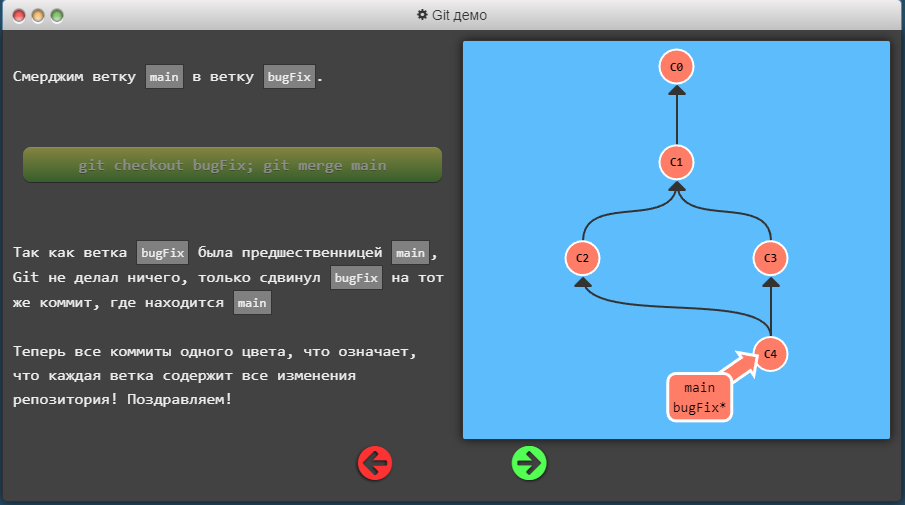 Git демо
Смерджим ветку main в ветку bugFix.
git checkout bugFix; git merge main
Так как ветка bugFix была предшественницей main,
Git не делал ничего, только сдвинул bugFix на тот
же коммит, где находится main
Теперь все коммиты одного цвета, что означает,
что каждая ветка содержит все изменения
репозитория! Поздравляем!
C0
C1
C2
C3
C4
main
bugFix*